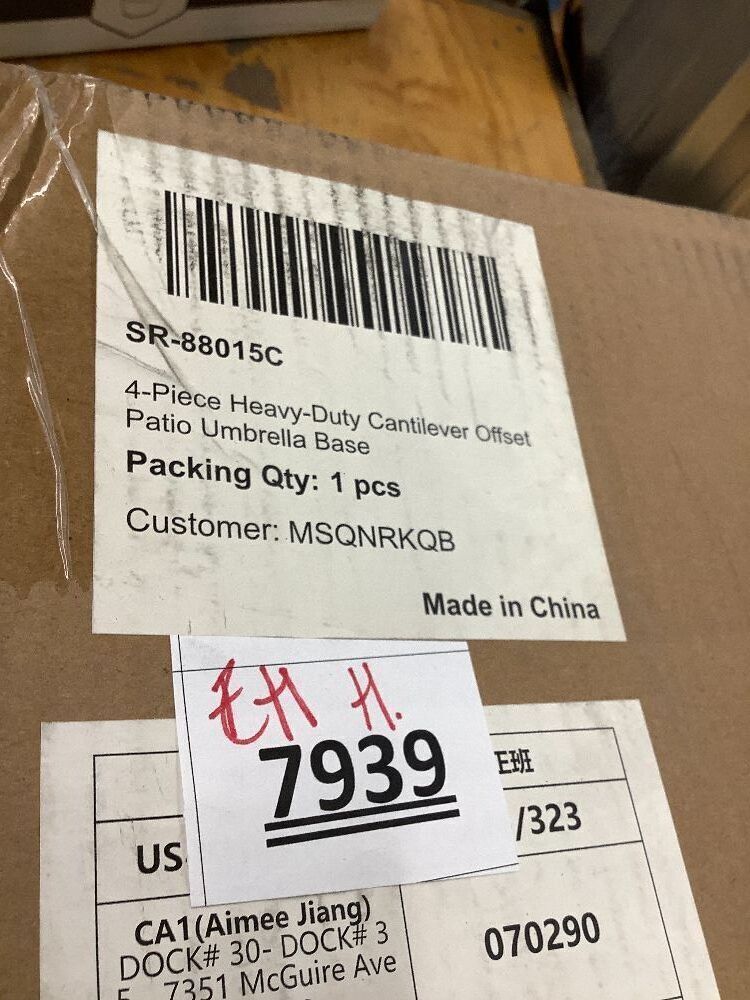 SR-88015C
4-Piece Heavy-Duty Cantilever Offset
Patio Umbrella Base
Packing Qty: 1 pcs
Customer: MSQNRKQB
Made in China
H.
7939
班
US
/323
CA1(Aimee Jiang)
DOCK# 30- DOCK# 3
070290
7351 McGuire Ave